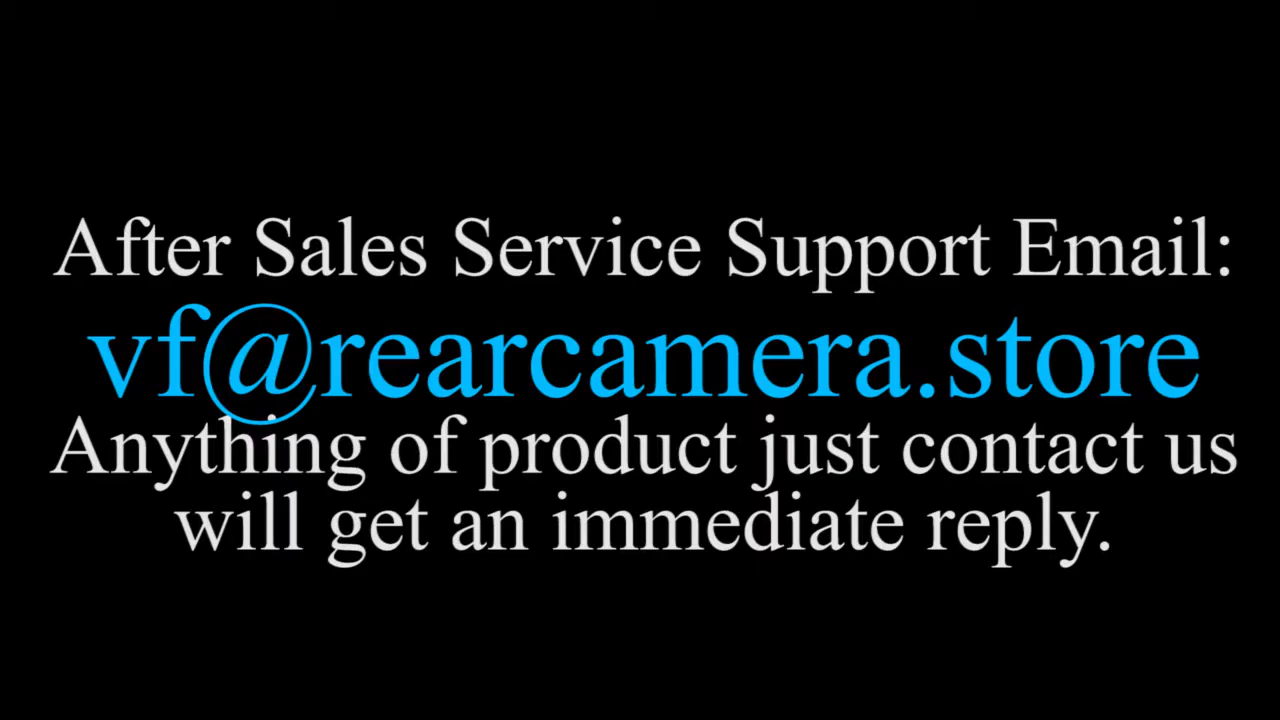 After Sales Service Support Email:
vf@rearcamera.store
Anything of product just contact us
will get an immediate reply.